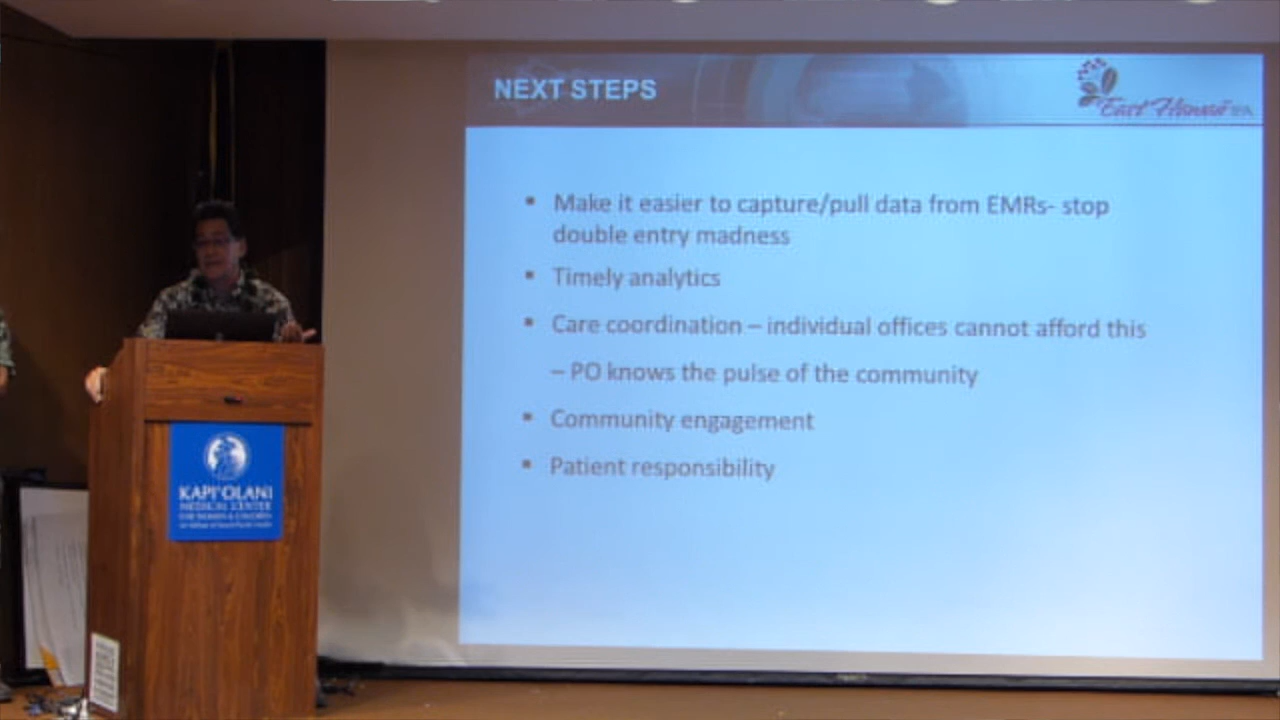 NEXT STEPS
East Hawaii IPA
▪ Make it easier to capture/pull data from EMRs- stop
double entry madness
▪ Timely analytics
▪ Care coordination – individual offices cannot afford this
– PO knows the pulse of the community
▪ Community engagement
▪ Patient responsibility
KAPI'OLANI
MEDICAL CENTER
FOR WOMEN & CHILDREN